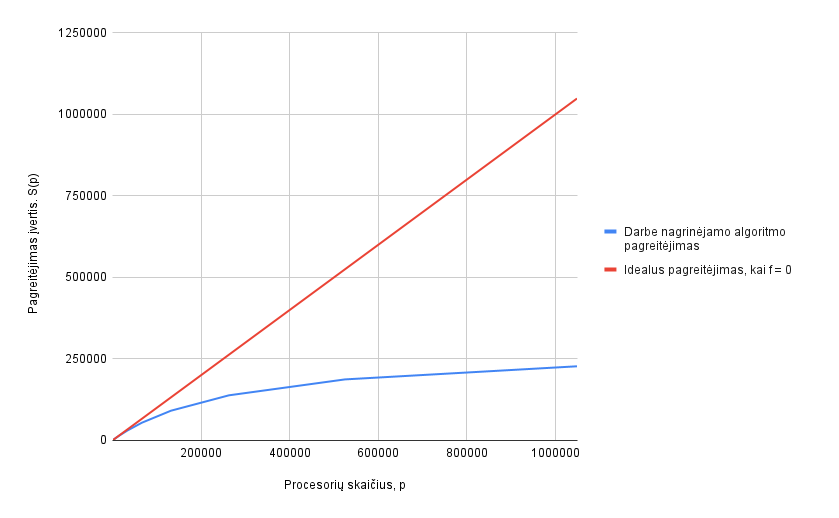 1250000
1000000
750000
500000
250000
0
Pagreitėjimas įvertis. S(p)
200000
400000
600000
800000
1000000
Procesorių skaičius, p
Darbe nagrinėjamo algoritmo
pagreitėjimas
Idealus pagreitėjimas, kai f = 0